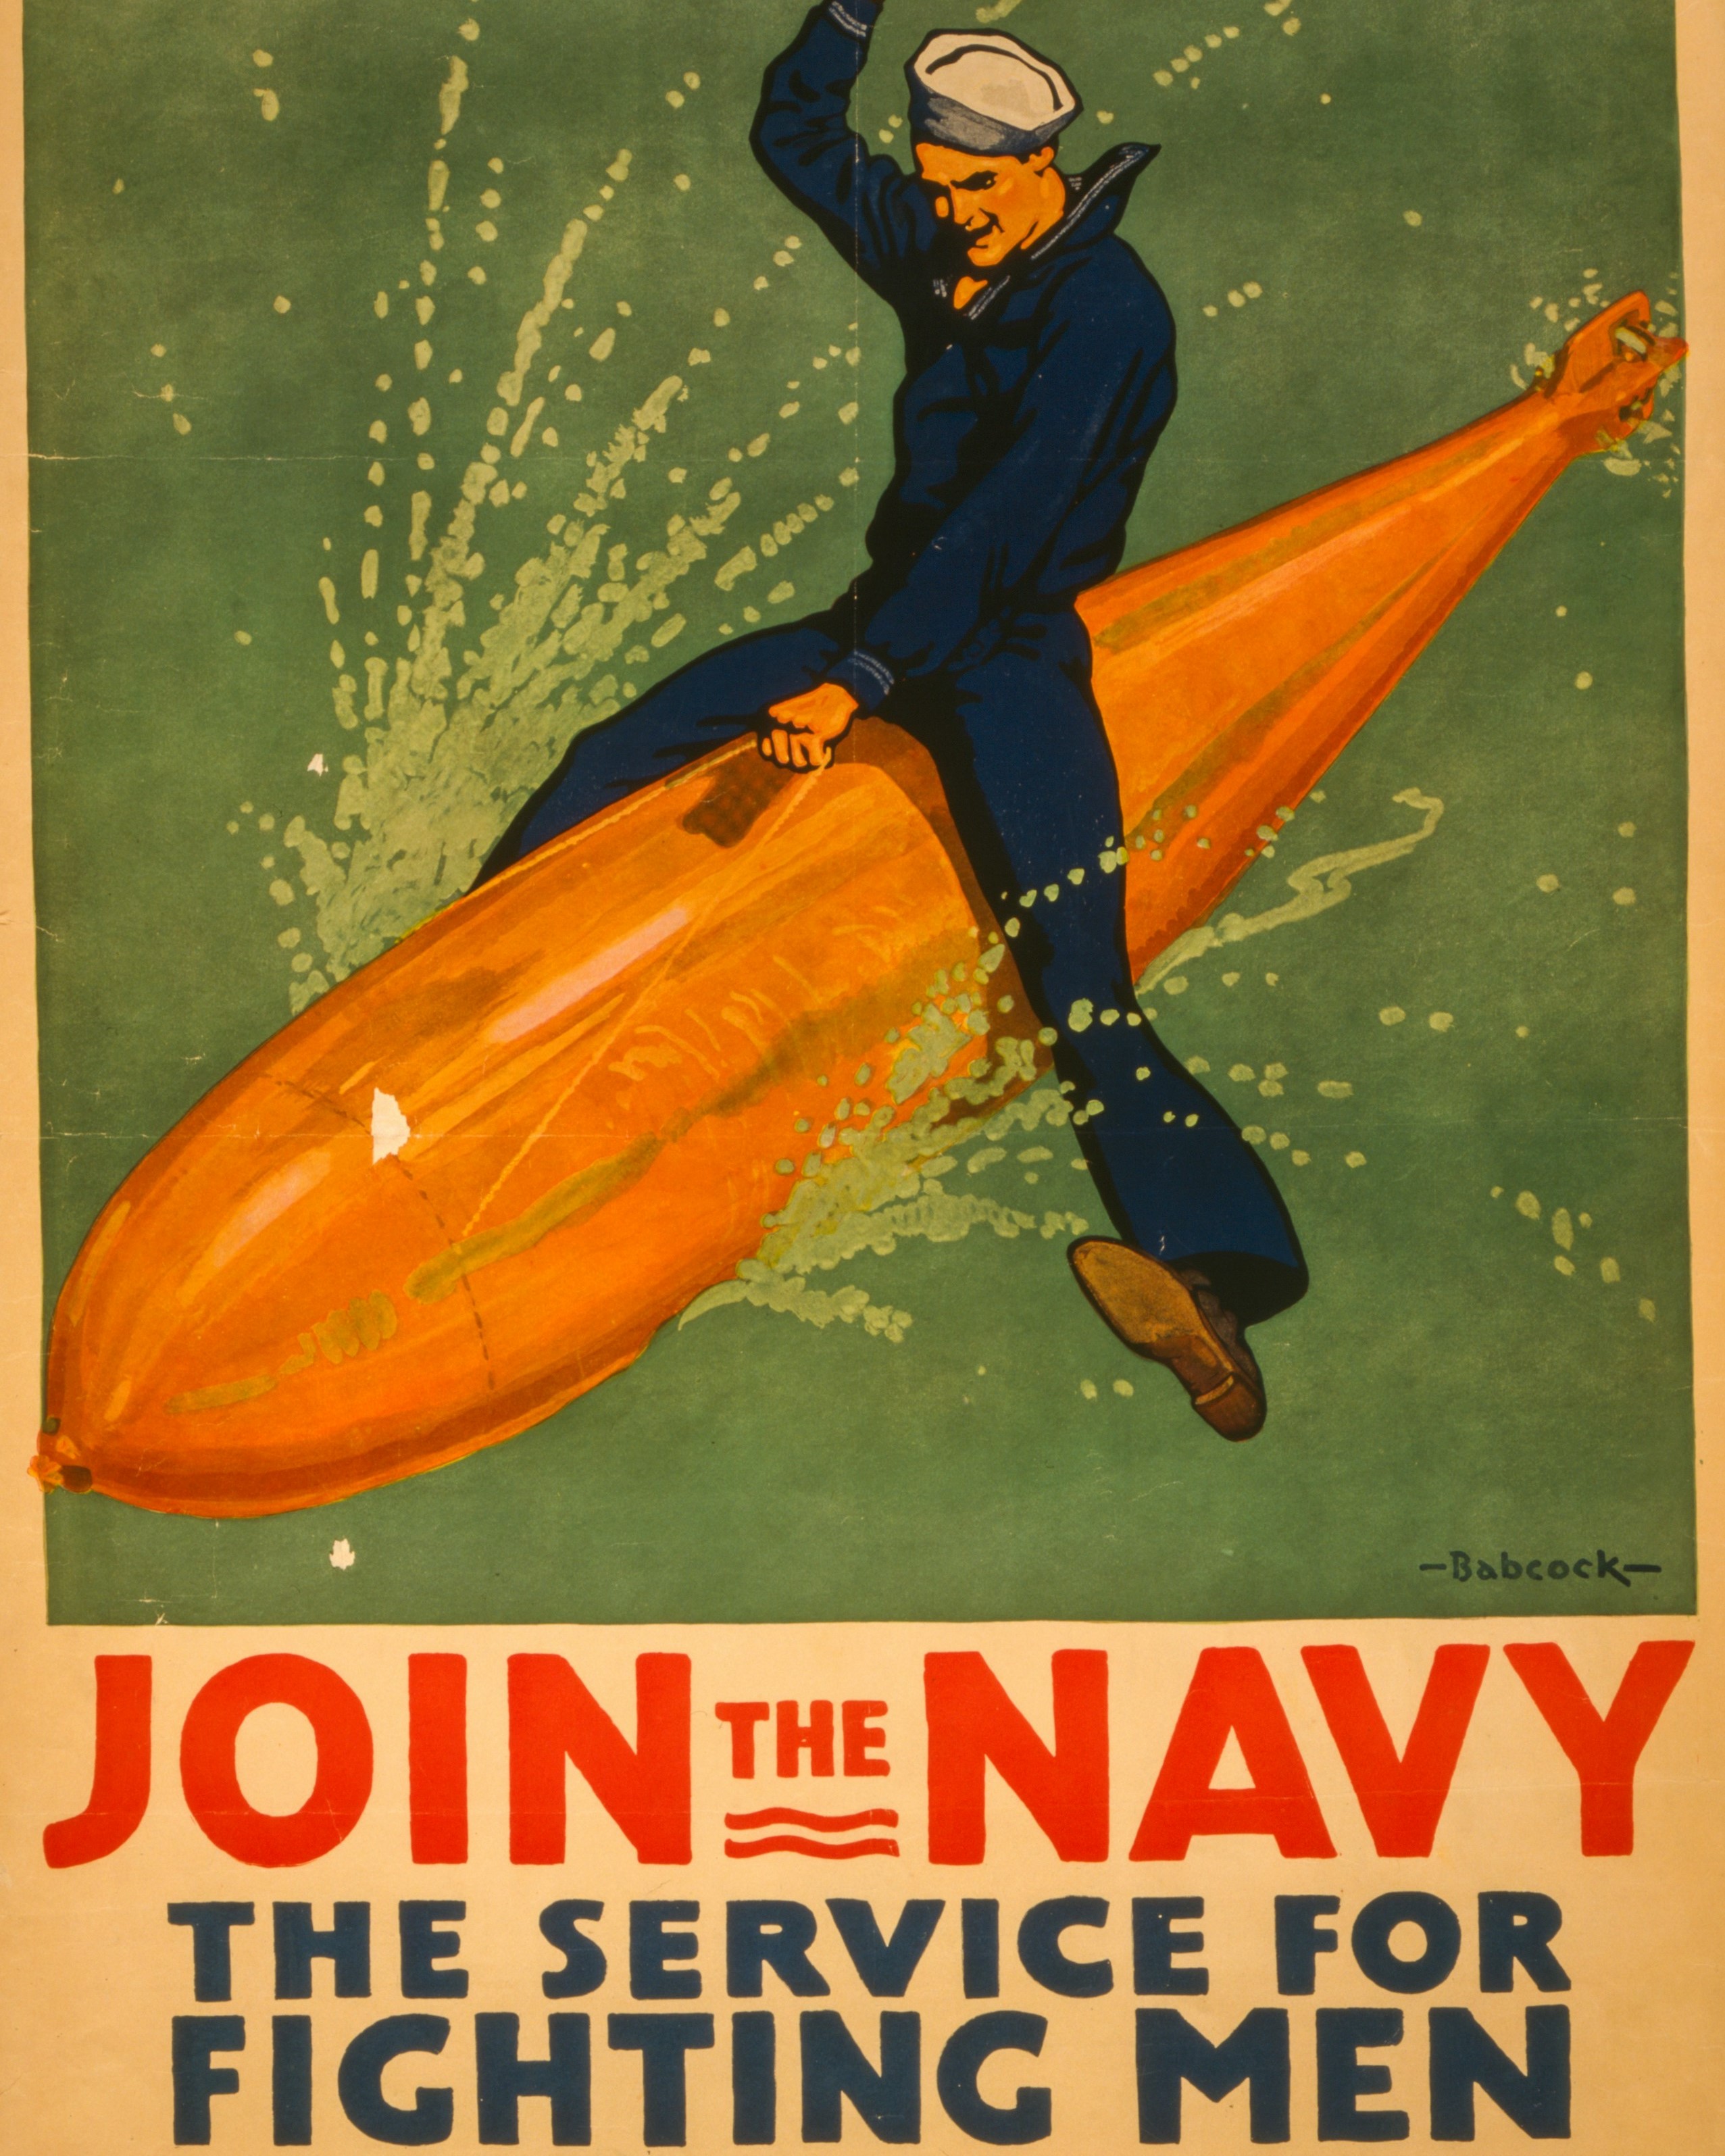 -Babcock-
JOIN THE NAVY
THE SERVICE FOR
FIGHTING MEN